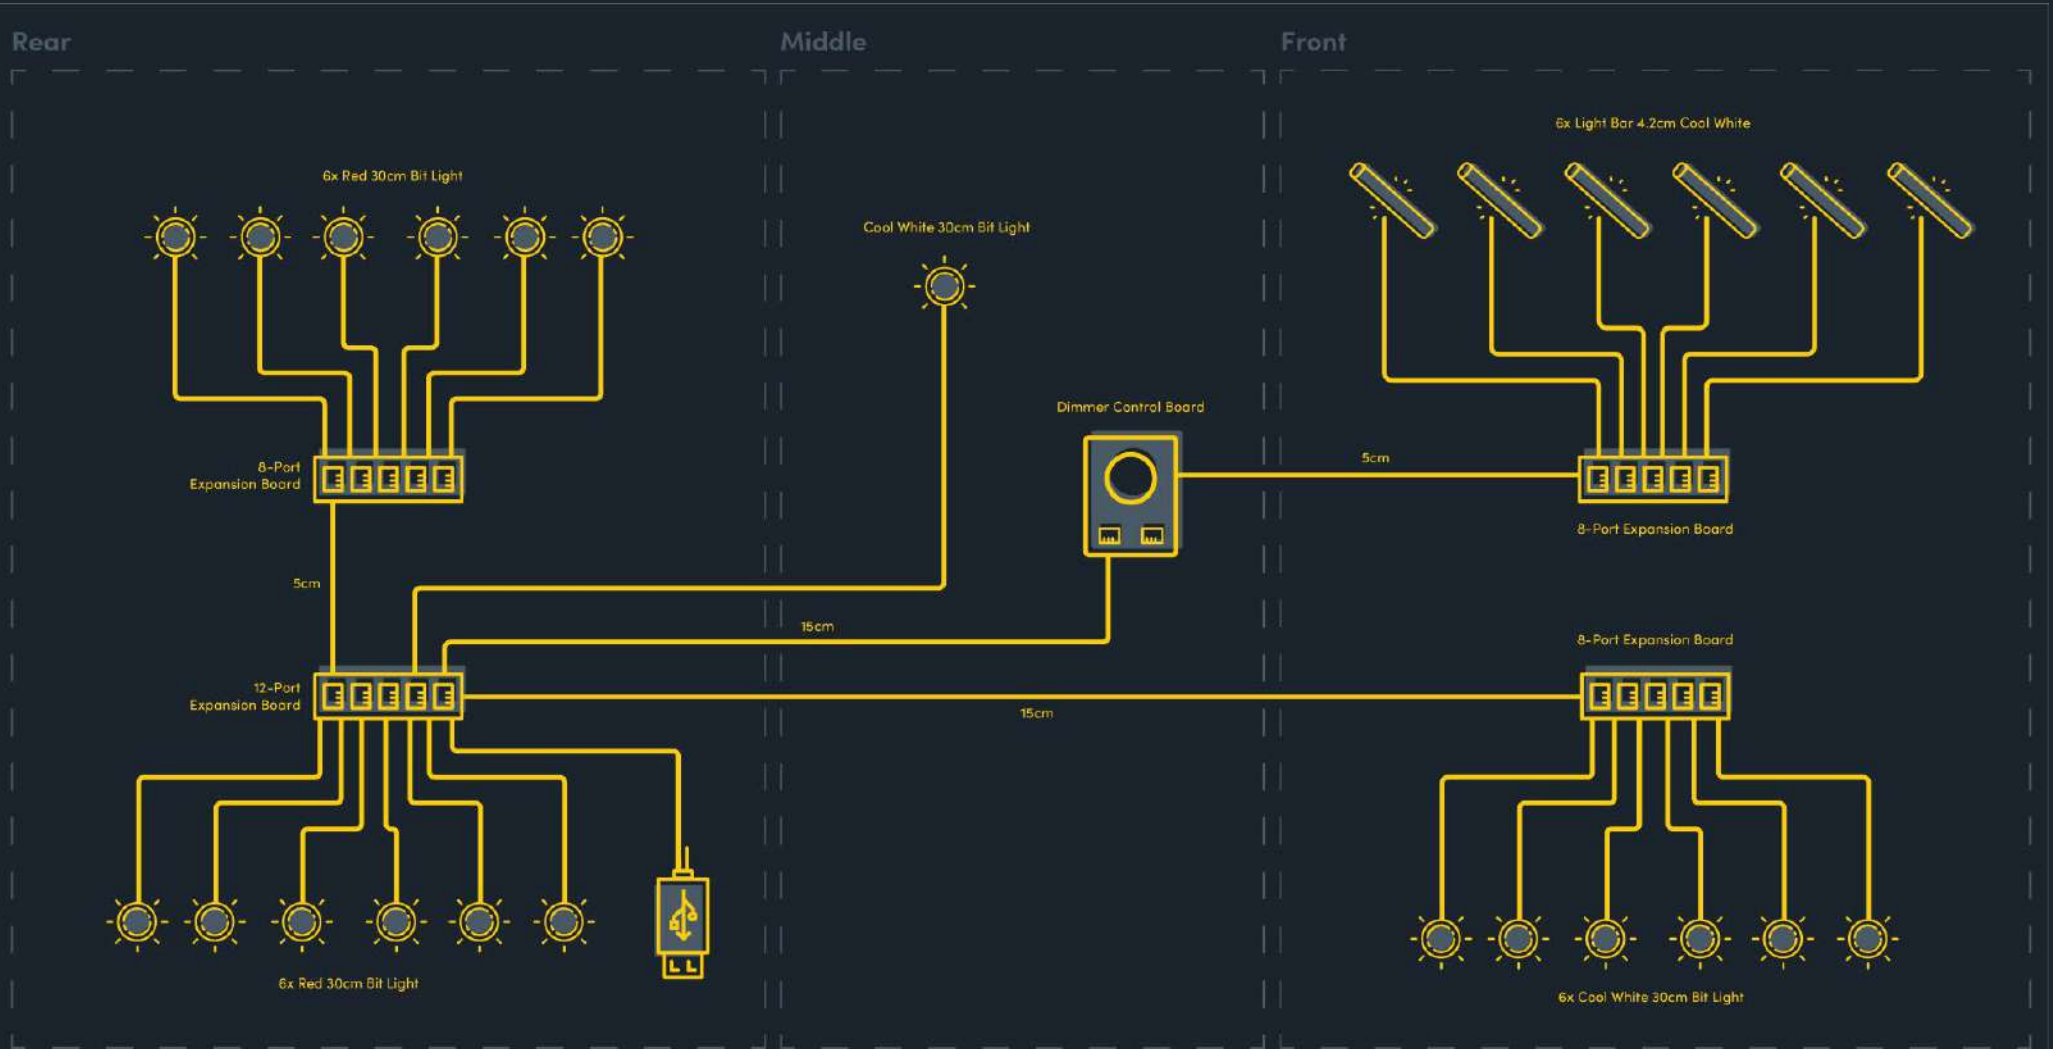 Rear
Middle
Front
6x Light Bar 4.2cm Cool White
6x Red 30cm Bit Light
Cool White 30cm Bit Light
Dimmer Control Board
5cm
8-Port
Expansion Board
8-Port Expansion Board
5cm
15cm
8-Port Expansion Board
12-Port
Expansion Board
15cm
6x Red 30cm Bit Light
6x Cool White 30cm Bit Light